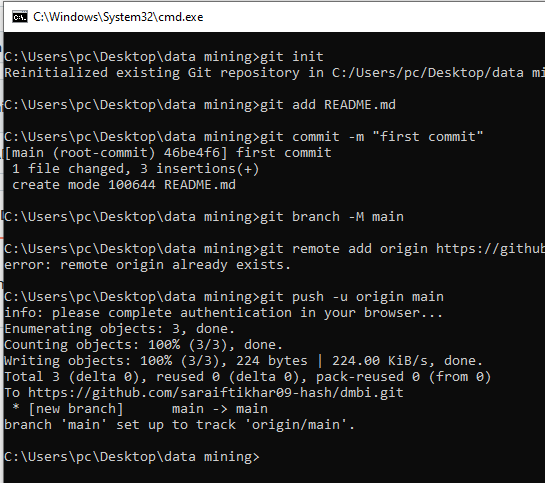 C:\Windows\System32\cmd.exe
C:\Users\pc\Desktop\data mining>git init
Reinitialized existing Git repository in C:/Users/pc/Desktop/data mi
C:\Users\pc\Desktop\data mining>git add README.md
C:\Users\pc\Desktop\data mining>git commit -m "first commit"
[main (root-commit) 46be4f6] first commit
 1 file changed, 3 insertions(+)
 create mode 100644 README.md
C:\Users\pc\Desktop\data mining>git branch -M main
C:\Users\pc\Desktop\data mining>git remote add origin https://github
error: remote origin already exists.
C:\Users\pc\Desktop\data mining>git push -u origin main
info: please complete authentication in your browser...
Enumerating objects: 3, done.
Counting objects: 100% (3/3), done.
Writing objects: 100% (3/3), 224 bytes | 224.00 KiB/s, done.
Total 3 (delta 0), reused 0 (delta 0), pack-reused 0 (from 0)
To https://github.com/saraiftikhar09-hash/dmbi.git
 * [new branch]      main -> main
branch 'main' set up to track 'origin/main'.
C:\Users\pc\Desktop\data mining>